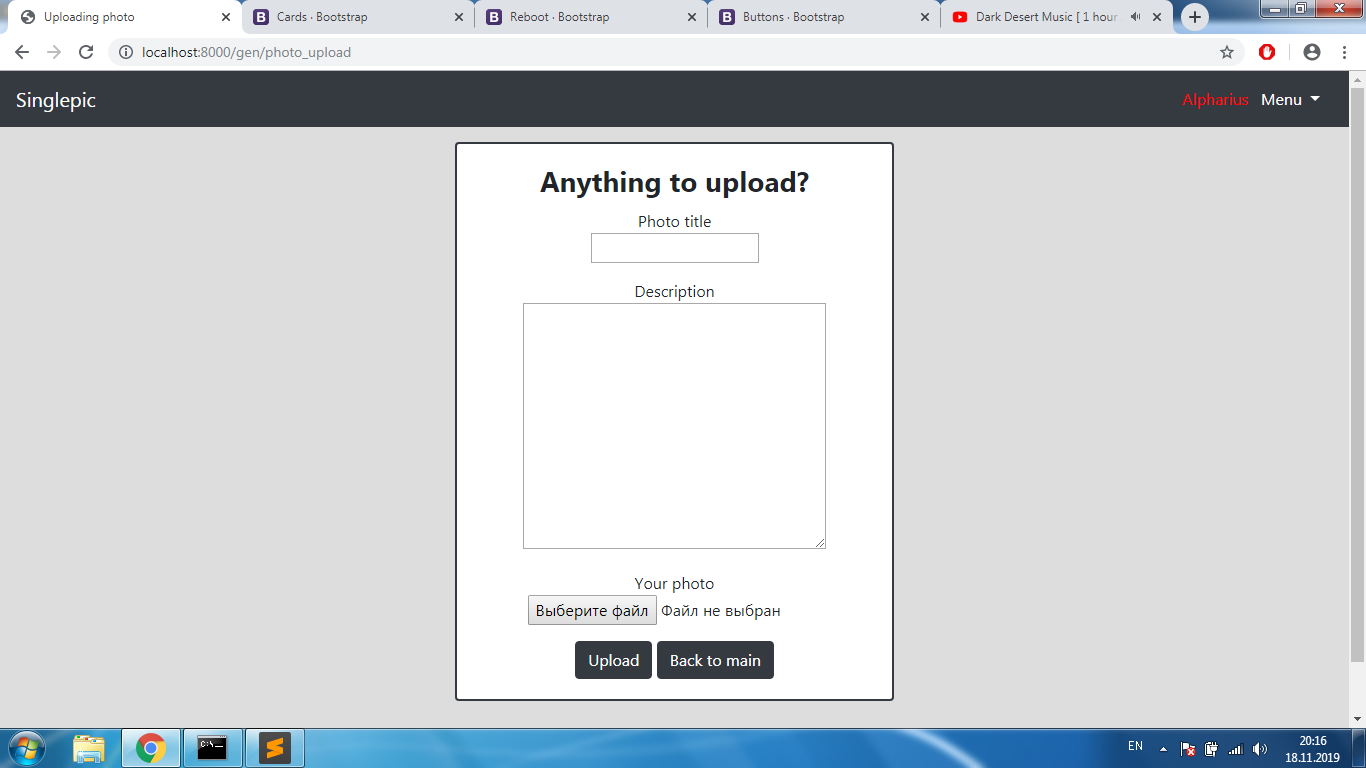 Uploading photo
Cards · Bootstrap
Reboot · Bootstrap
Buttons · Bootstrap
Dark Desert Music [ 1 hour
localhost:8000/gen/photo_upload
Singlepic
Alpharius
Menu
Anything to upload?
Photo title
Description
Your photo
Выберите файл Файл не выбран
Upload
Back to main
EN
20:16
18.11.2019